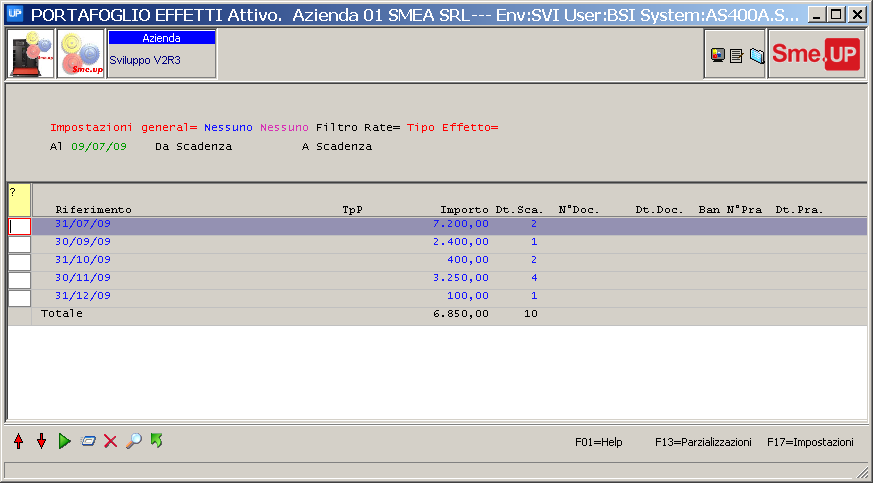 UP PORTAFOGLIO EFFETTI Attivo. Azienda 01 SMEA SRL--- Env:SVI User:BSI System:AS400A.S...
Sme.up
Sme.up
Azienda
Sviluppo V2R3
Sme.UP
Impostazioni general= Nessuno Nessuno Filtro Rate= Tipo Effetto=
Al 09/07/09 Da Scadenza A Scadenza
?
Riferimento TpP Importo Dt.Sca. N°Doc. Dt.Doc. Ban N°Pra Dt.Pra.
31/07/09 7.200,00 2
30/09/09 2.400,00 1
31/10/09 400,00 2
30/11/09 3.250,00 4
31/12/09 100,00 1
Totale 6.850,00 10
F01=Help F13=Parzializzazioni F17=Impostazioni